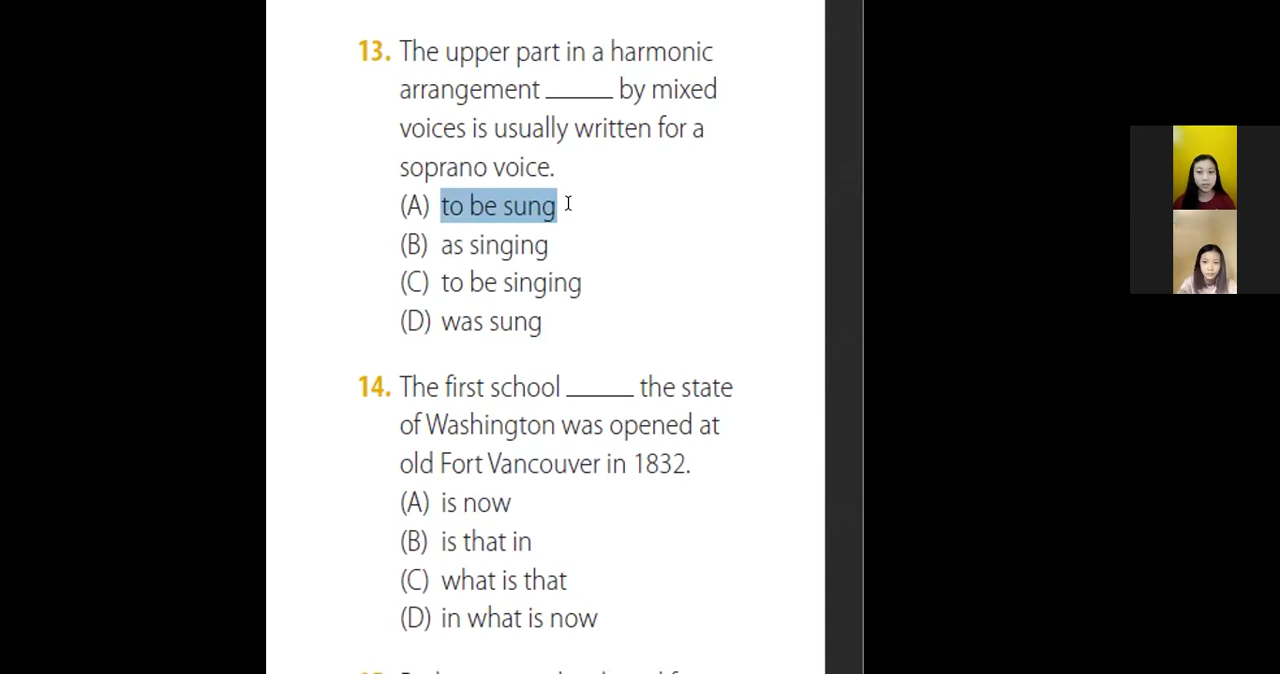 13. The upper part in a harmonic
arrangement ______ by mixed
voices is usually written for a
soprano voice.
(A) to be sung
(B) as singing
(C) to be singing
(D) was sung
14. The first school ______ the state
of Washington was opened at
old Fort Vancouver in 1832.
(A) is now
(B) is that in
(C) what is that
(D) in what is now